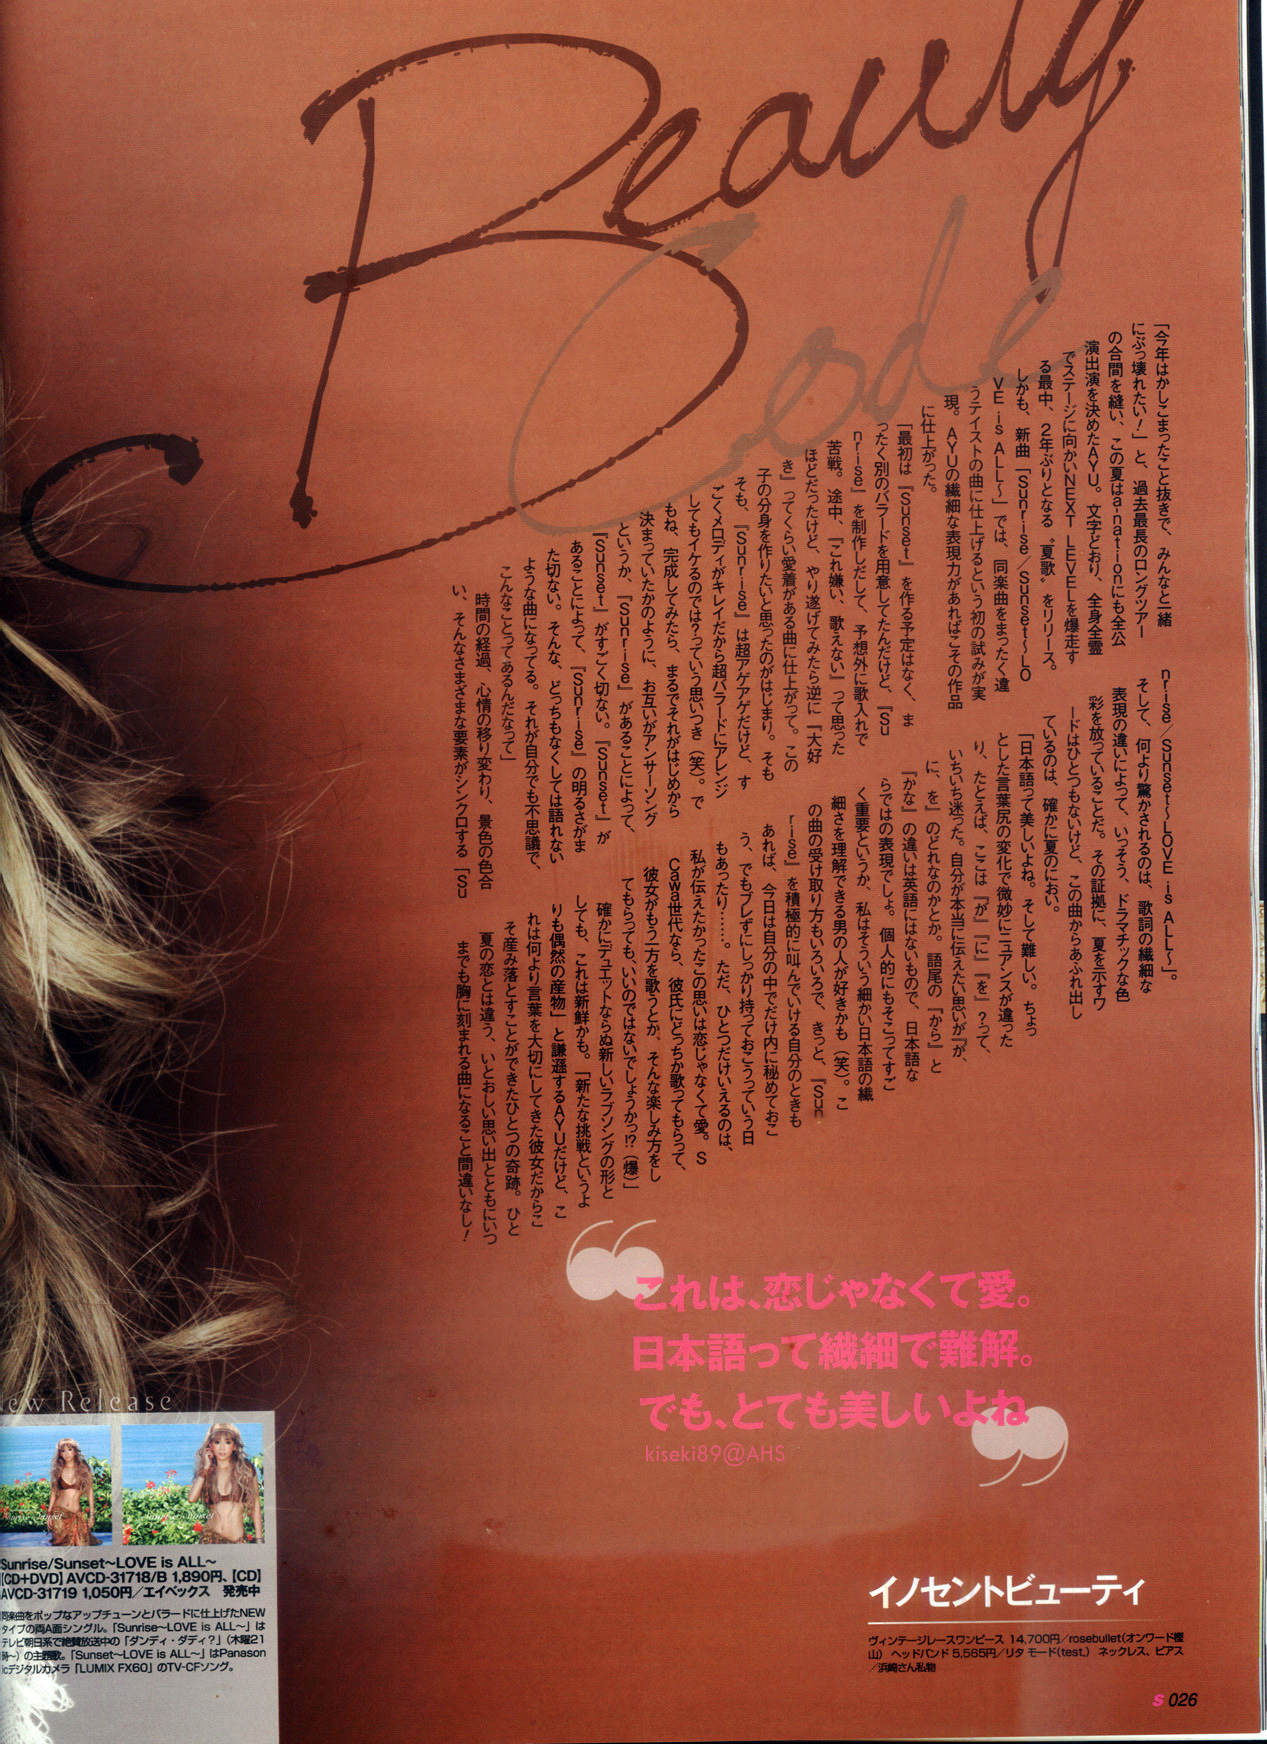 Beauty
Code
「今年はかしこまったこと抜きで、みんなと一緒
にぶっ壊れたい！」と、過去最長のロングツアー
の合間を縫い、この夏はa-nationにも全公
演出演を決めたAYU。文字どおり、全身全霊
でステージに向かいNEXT LEVELを爆走す
る最中、2年ぶりとなる〝夏歌〟をリリース。
しかも、新曲「Sunrise／Sunset～LO
VE is ALL～」では、同楽曲をまったく違
うテイストの曲に仕上げるという初の試みが実
現。AYUの繊細な表現力があればこその作品
に仕上がった。
「最初は『Sunset』を作る予定はなく、ま
ったく別のバラードを用意してたんだけど、『Su
nrise』を制作しだして、予想外に歌入れで
苦戦。途中、『これ嫌い、歌えない』って思った
ほどだったけど、やり遂げてみたら逆に『大好
き』ってくらい愛着がある曲に仕上がって。この
子の分身を作りたいと思ったのがはじまり。そも
そも、『Sunrise』は超アゲアゲだけど、す
ごくメロディがキレイだから超バラードにアレンジ
してもイケるのでは？っていう思いつき（笑）。で
もね、完成してみたら、まるでそれがはじめから
決まっていたかのように、お互いがアンサーソング
というか、『Sunrise』があることによって、
『Sunset』がすごく切ない。『Sunset』が
あることによって、『Sunrise』の明るさがま
た切ない。そんな、どっちもなくしては語れない
ような曲になってる。それが自分でも不思議で、
こんなことってあるんだなって」
時間の経過、心情の移り変わり、景色の色合
い、そんなさまざまな要素がシンクロする「Su
nrise／Sunset～LOVE is ALL～」。
そして、何より驚かされるのは、歌詞の繊細な
表現の違いによって、いっそう、ドラマチックな色
彩を放っていることだ。その証拠に、夏を示すワ
ードはひとつもないけど、この曲からあふれ出し
ているのは、確かに夏のにおい。
「日本語って美しいよね。そして難しい。ちょっ
とした言葉尻の変化で微妙にニュアンスが違った
り、たとえば、ここは『が』『に』『を』？って、
いちいち迷った。自分が本当に伝えたい思いが『が、
に、を』のどれなのかとか。語尾の『から』と
『かな』の違いは英語にはないもので、日本語な
らではの表現でしょ。個人的にもそこってすご
く重要というか、私はそういう細かい日本語の繊
細さを理解できる男の人が好きかも（笑）。こ
の曲の受け取り方もいろいろで、きっと、『Sun
rise』を積極的に叫んでいける自分のときも
あれば、今日は自分の中でだけ内に秘めておこ
う、でもブレずにしっかり持っておこうっていう日
もあったり……。ただ、ひとつだけいえるのは、
私が伝えたかったこの思いは恋じゃなくて愛。S
Cawa世代なら、彼氏にどっちか歌ってもらって、
彼女がもう一方を歌うとか、そんな楽しみ方をし
てもらっても、いいのではないでしょうかっ!?（爆）」
確かにデュエットならぬ新しいラブソングの形と
しても、これは新鮮かも。「新たな挑戦というよ
りも偶然の産物」と謙遜するAYUだけど、こ
れは何より言葉を大切にしてきた彼女だからこ
そ産み落とすことができたひとつの奇跡。ひと
夏の恋とは違う、いとおしい思い出とともにいつ
までも胸に刻まれる曲になること間違いなし！
これは、恋じゃなくて愛。
日本語って繊細で難解。
でも、とても美しいよね
kiseki89@AHS
ew Release
Sunrise/Sunset
Sunrise/Sunset
Sunrise/Sunset～LOVE is ALL～
【CD+DVD】AVCD-31718/B 1,890円、【CD】
AVCD-31719 1,050円／エイベックス 発売中
同楽曲をポップなアップチューンとバラードに仕上げたNEW
タイプの両A面シングル。「Sunrise～LOVE is ALL～」は
テレビ朝日系で絶賛放送中の「ダンディ・ダディ？」（木曜21
時～）の主題歌。「Sunset～LOVE is ALL～」はPanason
icデジタルカメラ「LUMIX FX60」のTV-CFソング。
イノセントビューティ
ヴィンテージレースワンピース 14,700円／rosebullet（オンワード樫
山） ヘッドバンド 5,565円／リタ モード（test.） ネックレス、ピアス
／浜崎さん私物
S 026